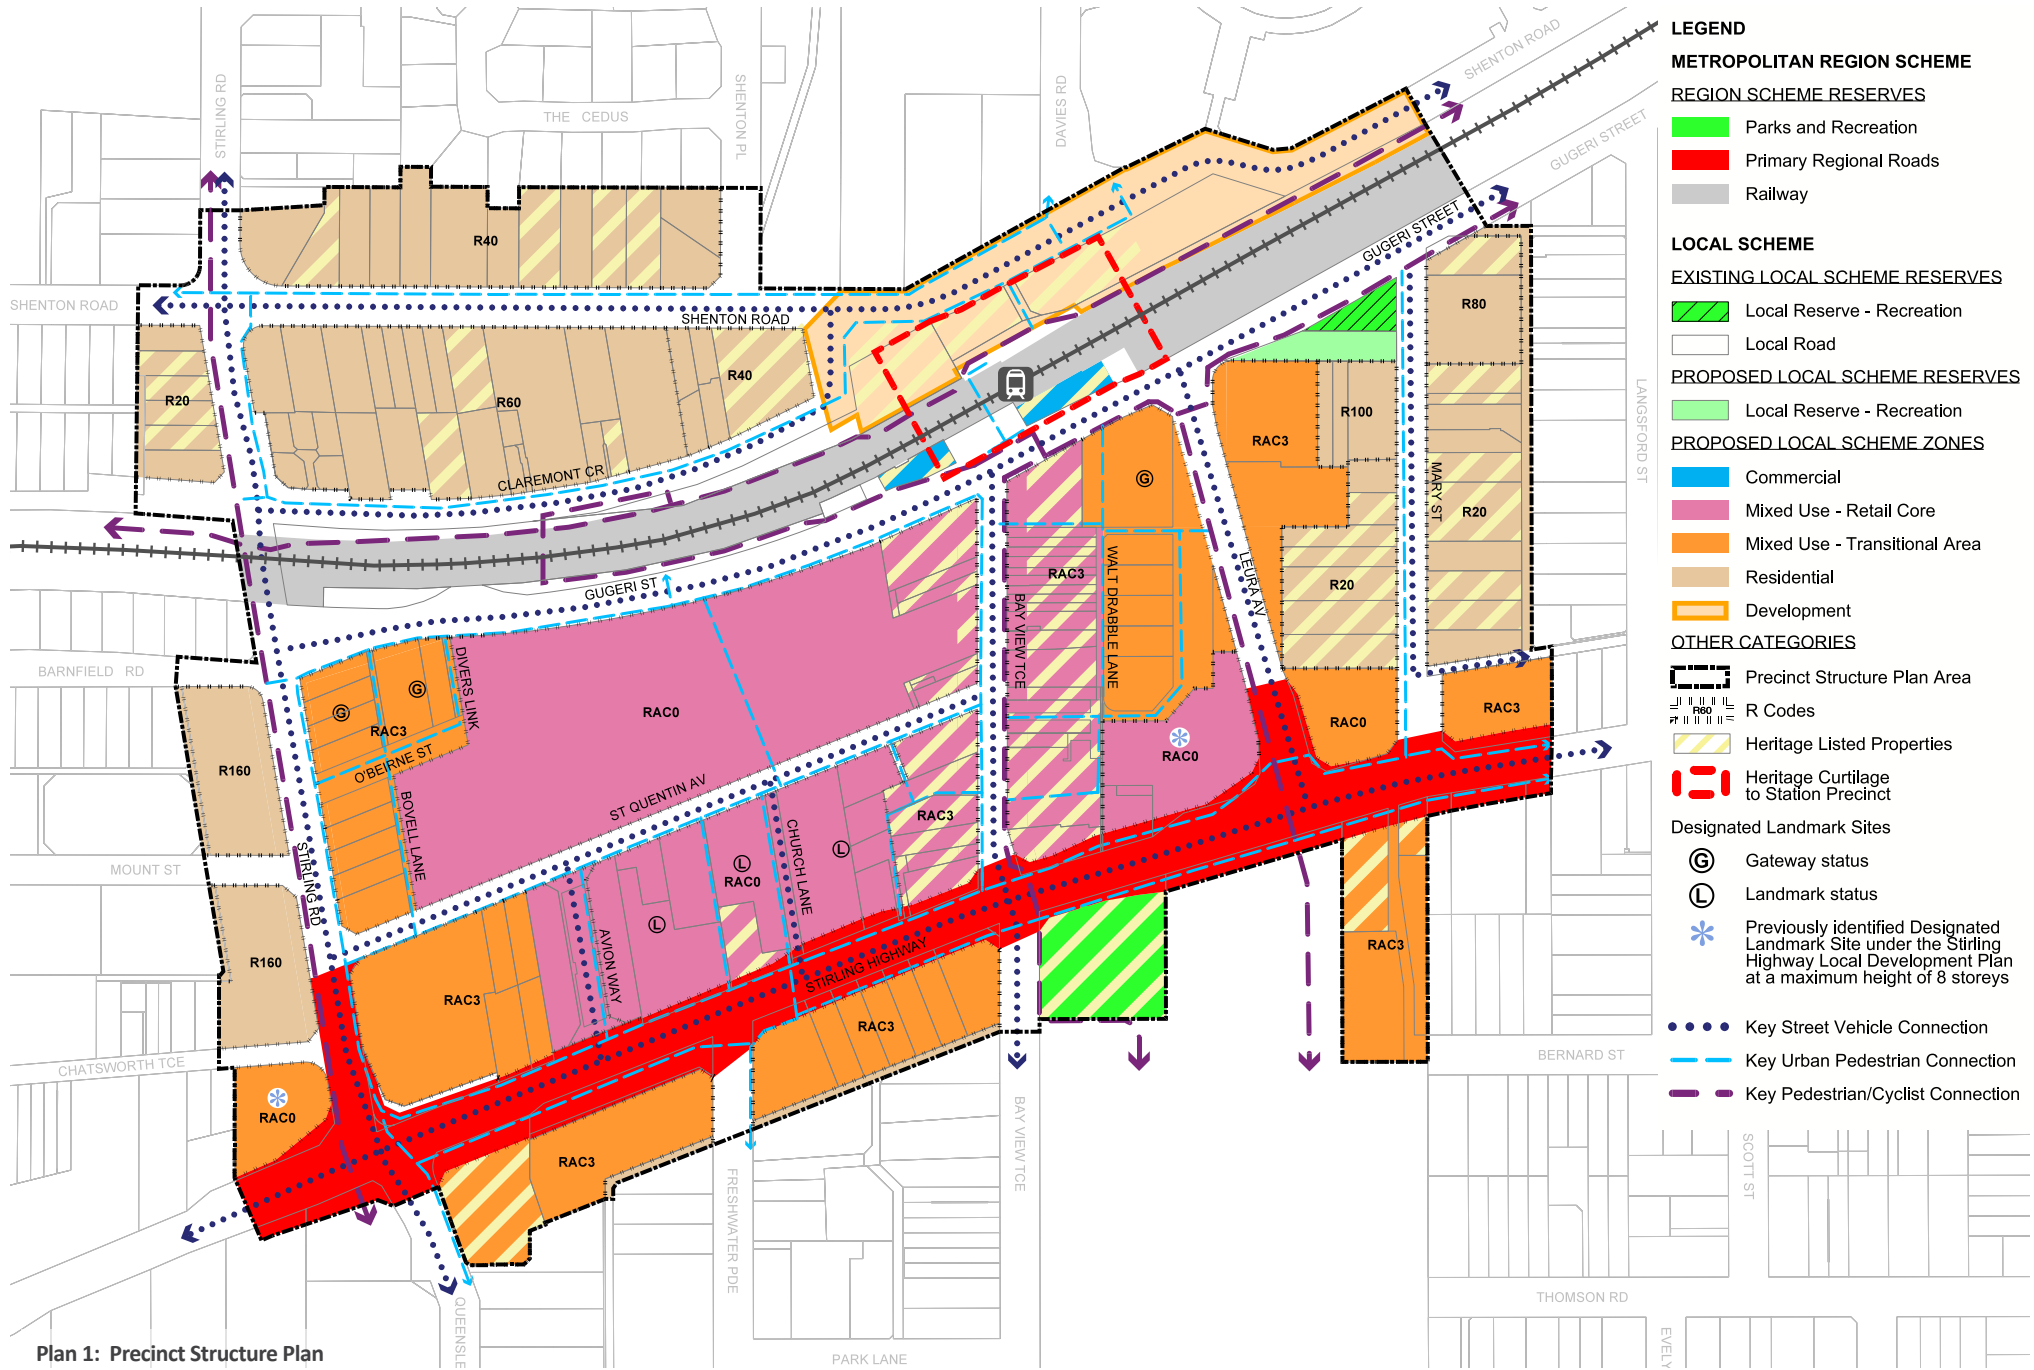 STIRLING RD
THE CEDUS
SHENTON PL
DAVIES RD
SHENTON ROAD
GUGERI STREET
R40
GUGERI STREET
SHENTON ROAD
SHENTON ROAD
R80
R20
R60
R40
R100
RAC3
LANGSFORD ST
CLAREMONT CR
MARY ST
R20
GUGERI ST
RAC3
BAY VIEW TCE
WALT DRABBLE LANE
LEURA AV
R20
BARNFIELD RD
DIVERS LINK
G
G
G
RAC3
RAC0
O'BEIRNE ST
RAC0
RAC3
RAC0
R160
BOVELL LANE
ST QUENTIN AV
RAC3
MOUNT ST
STIRLING RD
L
RAC0
CHURCH LANE
L
L
R160
RAC3
AVION WAY
STIRLING HIGHWAY
RAC3
RAC3
CHATSWORTH TCE
BERNARD ST
RAC0
RAC3
BAY VIEW TCE
FRESHWATER PDE
SCOTT ST
QUEENSLE
THOMSON RD
EVELY
PARK LANE
Plan 1: Precinct Structure Plan
LEGEND
METROPOLITAN REGION SCHEME
REGION SCHEME RESERVES
Parks and Recreation
Primary Regional Roads
Railway
LOCAL SCHEME
EXISTING LOCAL SCHEME RESERVES
Local Reserve - Recreation
Local Road
PROPOSED LOCAL SCHEME RESERVES
Local Reserve - Recreation
PROPOSED LOCAL SCHEME ZONES
Commercial
Mixed Use - Retail Core
Mixed Use - Transitional Area
Residential
Development
OTHER CATEGORIES
Precinct Structure Plan Area
R60 R Codes
Heritage Listed Properties
Heritage Curtilage
to Station Precinct
Designated Landmark Sites
G Gateway status
L Landmark status
Previously identified Designated
Landmark Site under the Stirling
Highway Local Development Plan
at a maximum height of 8 storeys
Key Street Vehicle Connection
Key Urban Pedestrian Connection
Key Pedestrian/Cyclist Connection